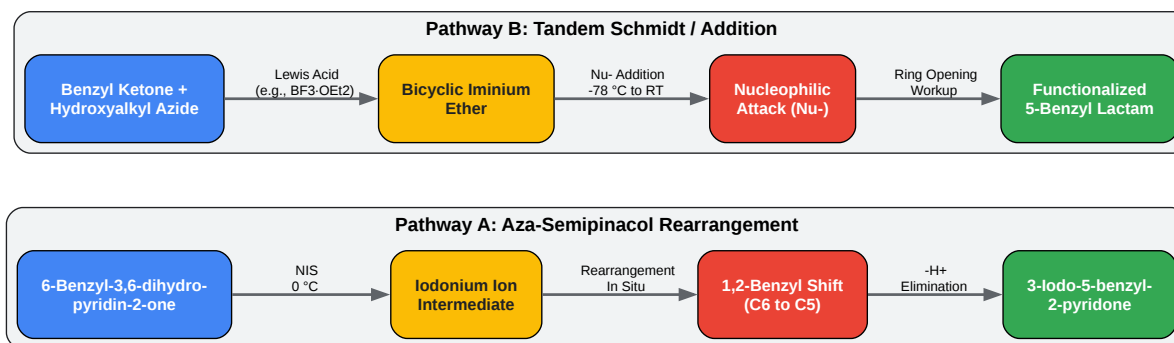 Pathway B: Tandem Schmidt / Addition
Benzyl Ketone +
Hydroxyalkyl Azide
Lewis Acid
(e.g., BF3·OEt2)
Bicyclic Iminium
Ether
Nu- Addition
-78 °C to RT
Nucleophilic
Attack (Nu-)
Ring Opening
Workup
Functionalized
5-Benzyl Lactam
Pathway A: Aza-Semipinacol Rearrangement
6-Benzyl-3,6-dihydro-
pyridin-2-one
NIS
0 °C
Iodonium Ion
Intermediate
Rearrangement
In Situ
1,2-Benzyl Shift
(C6 to C5)
-H+
Elimination
3-Iodo-5-benzyl-
2-pyridone